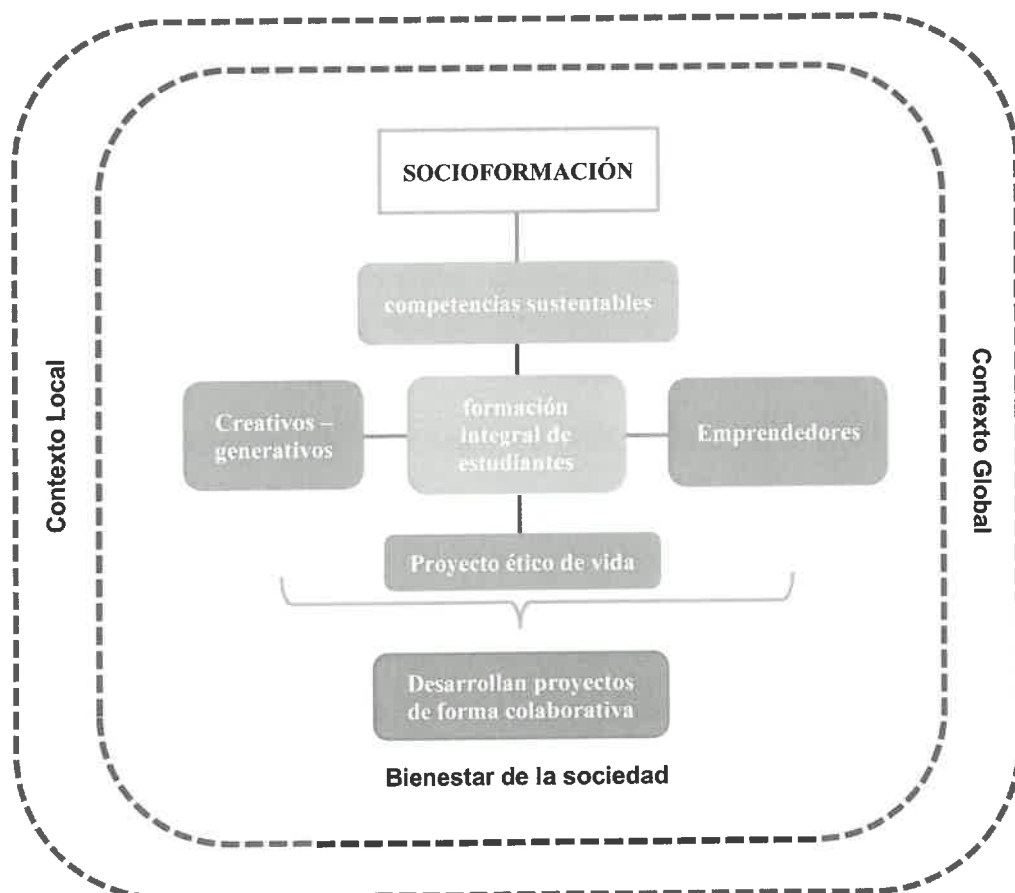 SOCIOFORMACIÓN
competencias sustentables
Contexto Local
Creativos –
generativos
formación
integral de
estudiantes
Emprendedores
Contexto Global
Proyecto ético de vida
Desarrollan proyectos
de forma colaborativa
Bienestar de la sociedad